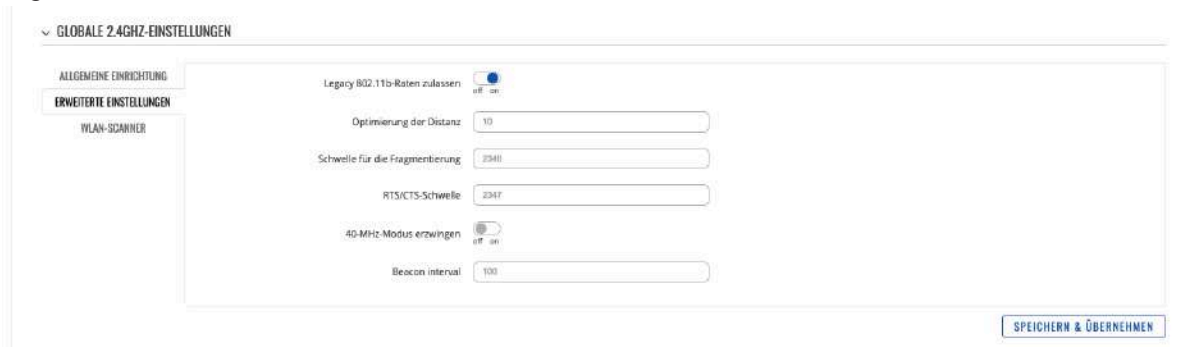 GLOBALE 2.4GHZ-EINSTELLUNGEN
ALLGEMEINE EINRICHTUNG
ERWEITERTE EINSTELLUNGEN
WLAN-SCANNER
Legacy 802.11b-Raten zulassen
off on
Optimierung der Distanz 10
Schwelle für die Fragmentierung 2346
RTS/CTS-Schwelle 2347
40-MHz-Modus erzwingen
off on
Beacon interval 100
SPEICHERN & ÜBERNEHMEN